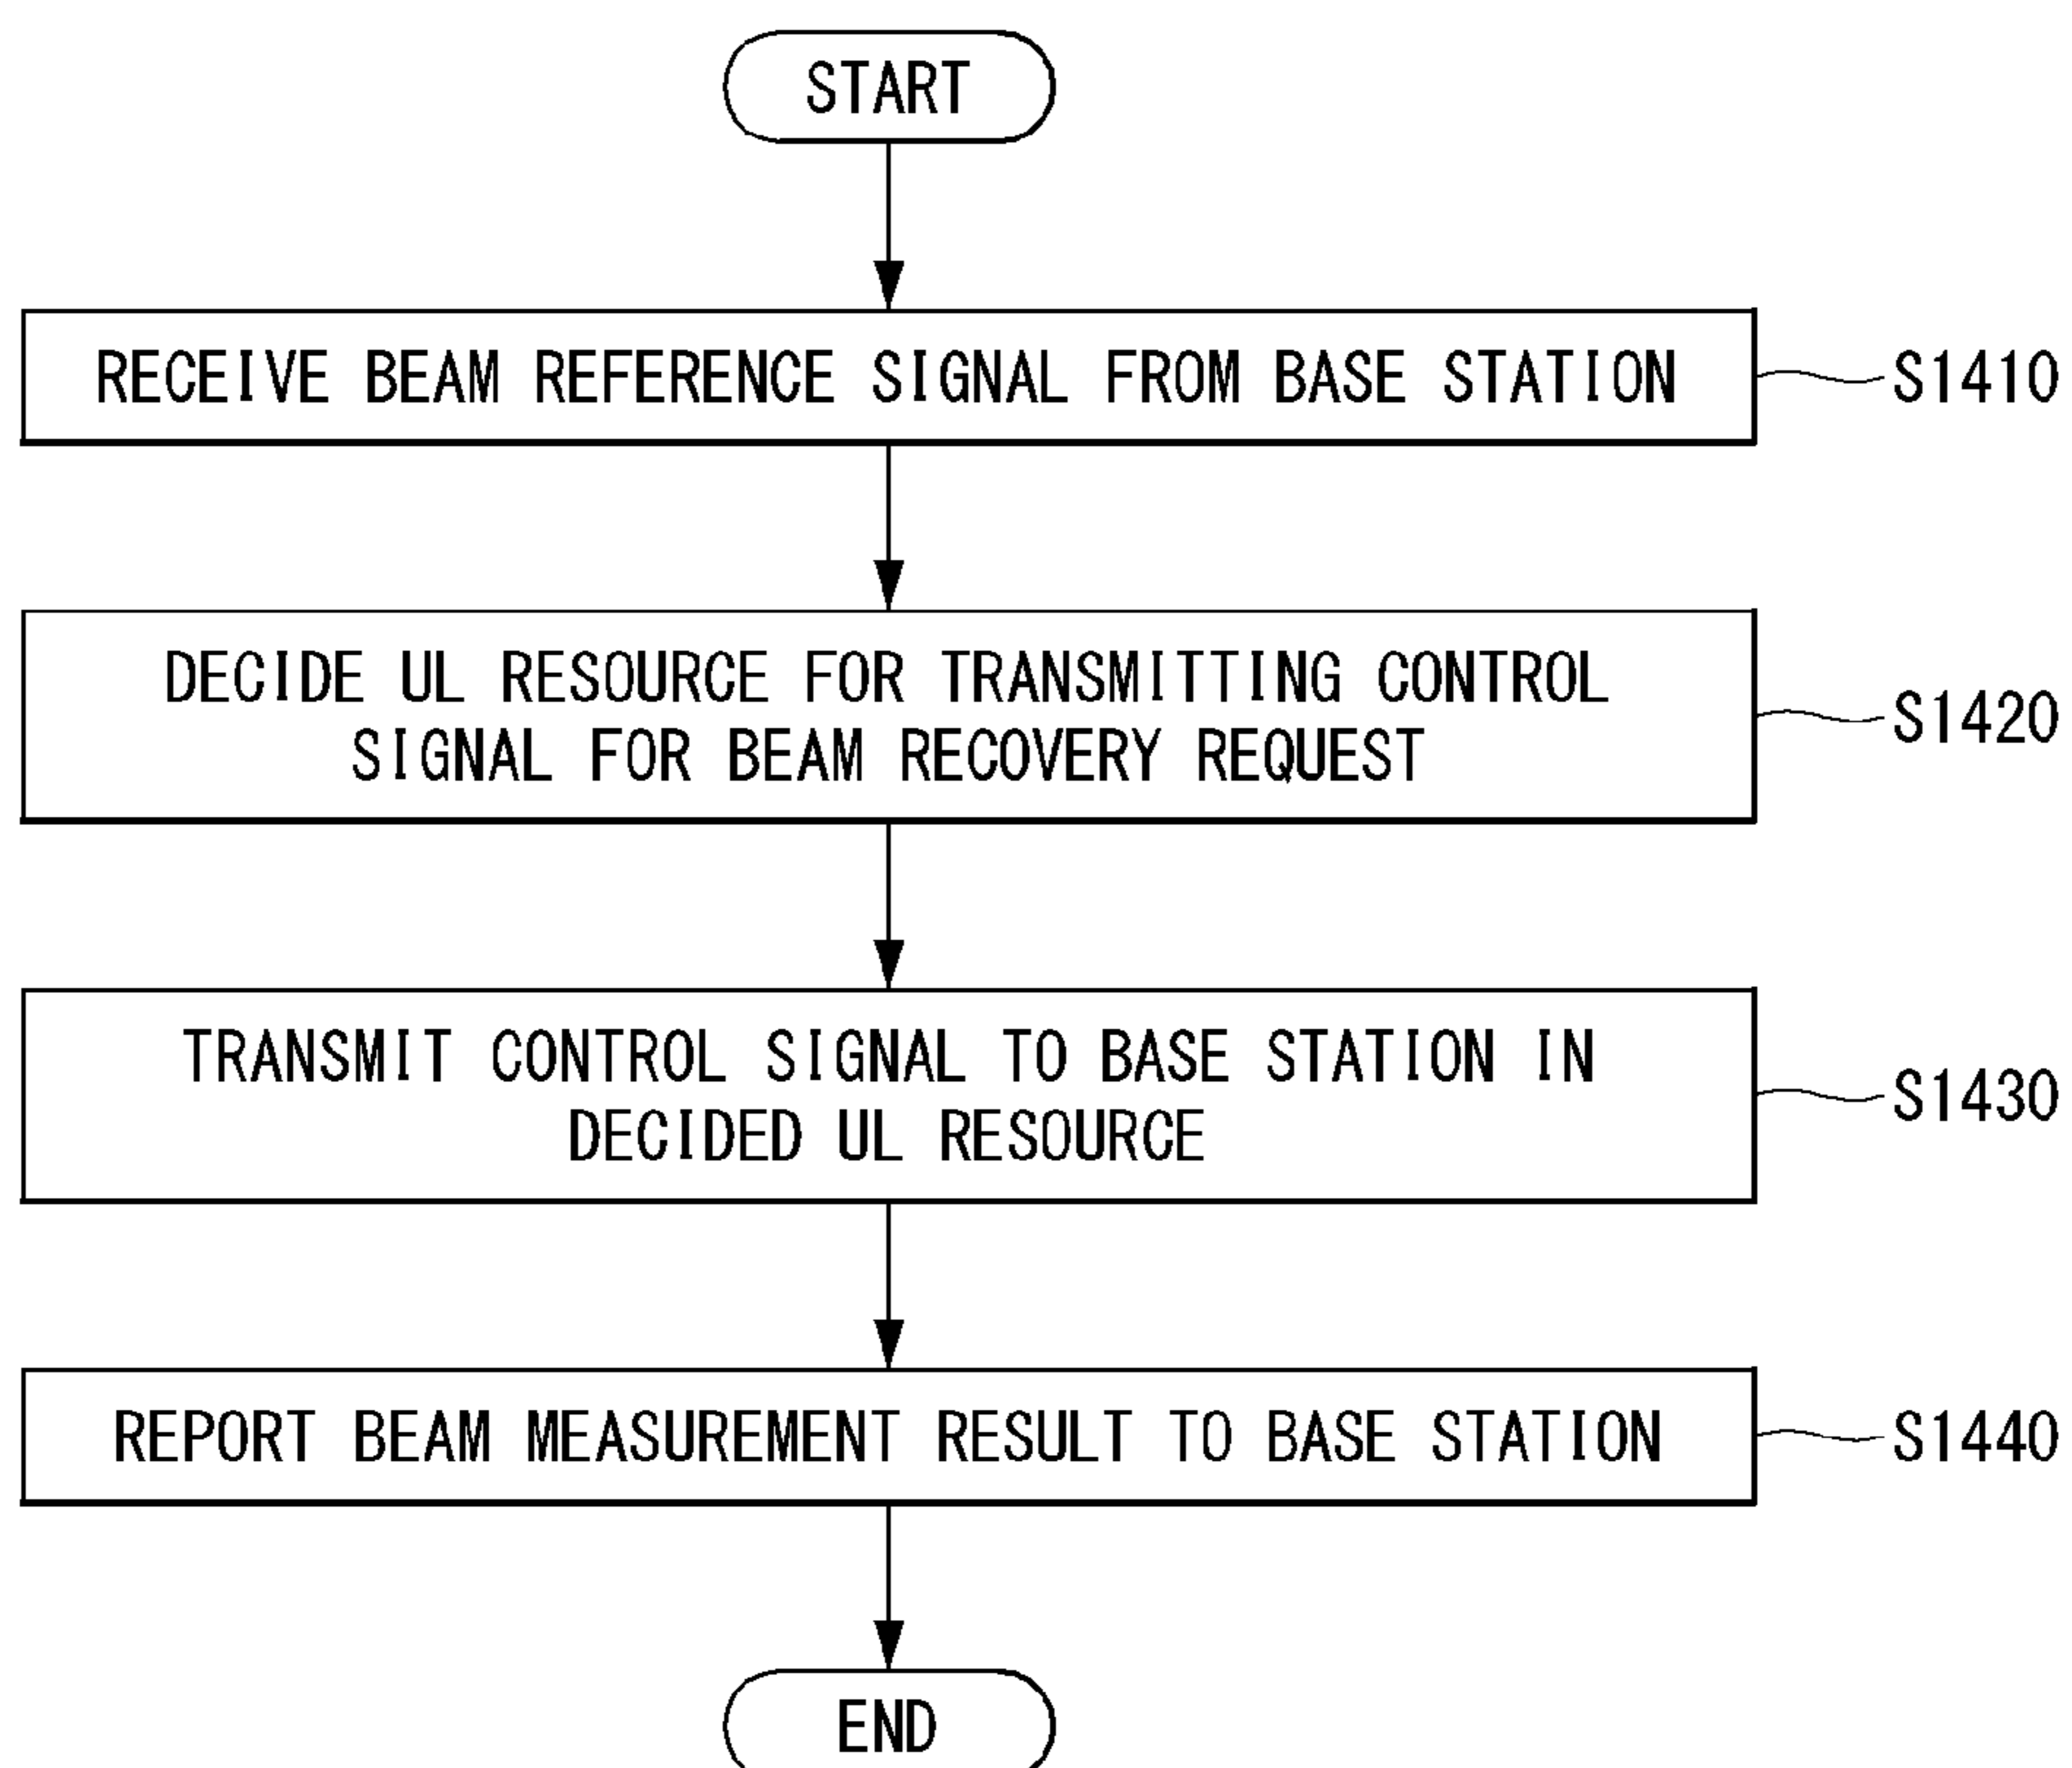 START
RECEIVE BEAM REFERENCE SIGNAL FROM BASE STATION
S1410
DECIDE UL RESOURCE FOR TRANSMITTING CONTROL
SIGNAL FOR BEAM RECOVERY REQUEST
S1420
TRANSMIT CONTROL SIGNAL TO BASE STATION IN
DECIDED UL RESOURCE
S1430
REPORT BEAM MEASUREMENT RESULT TO BASE STATION
S1440
END